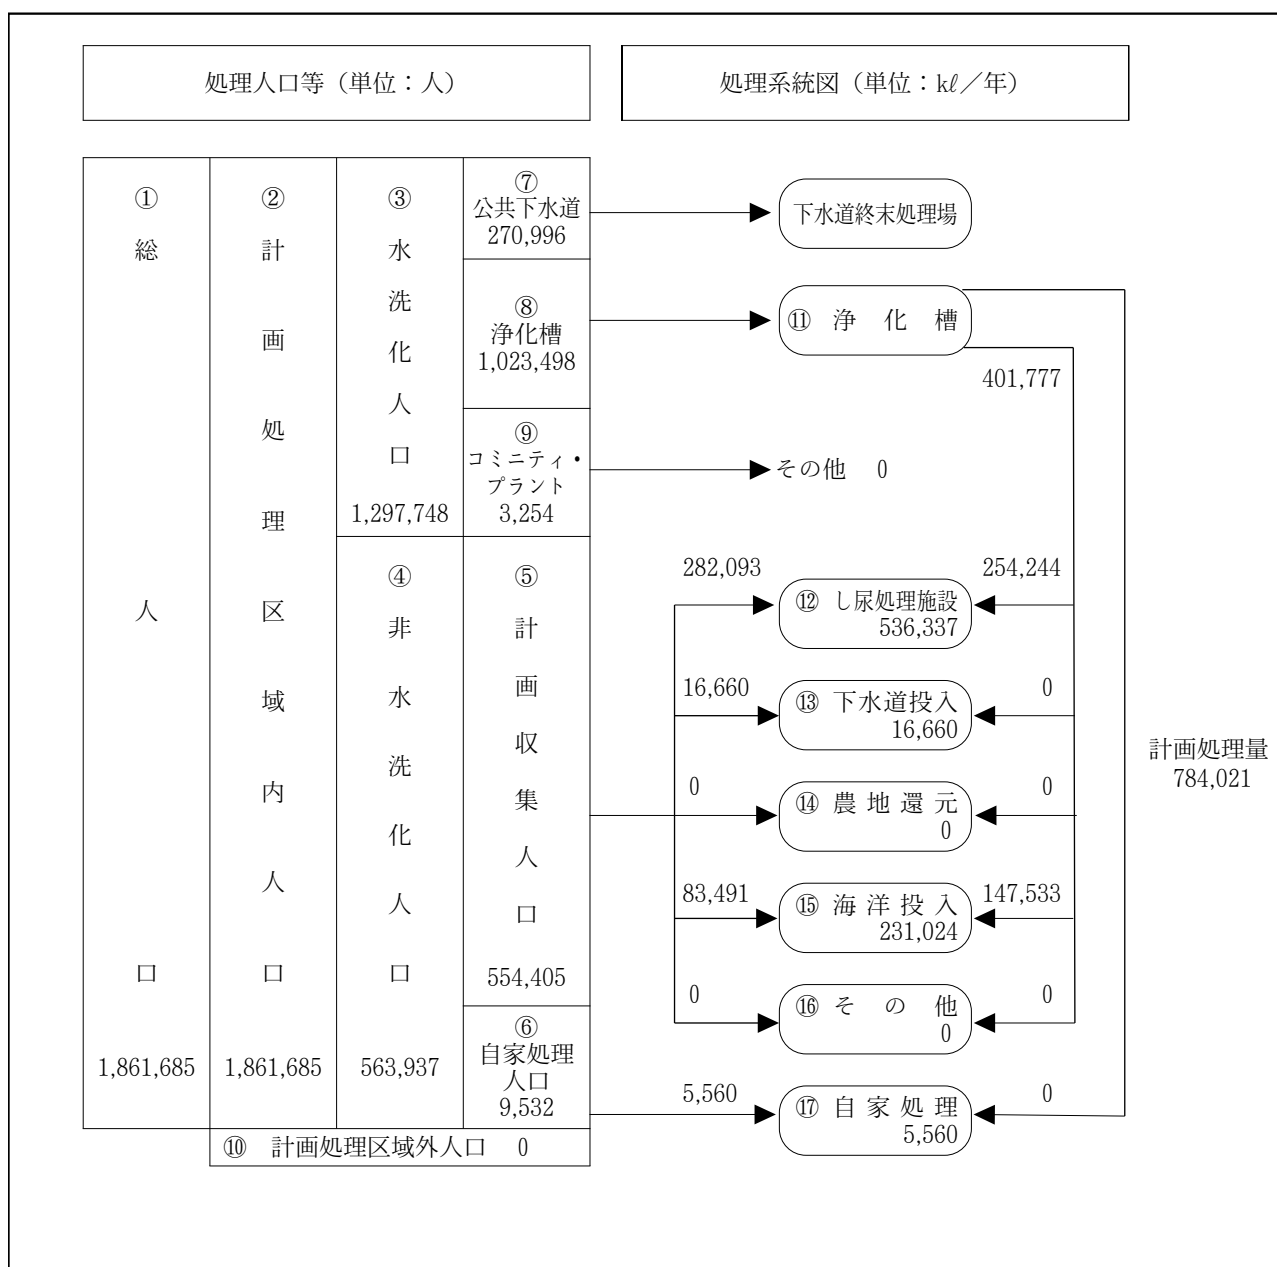 処理人口等（単位：人）
処理系統図（単位：kℓ／年）
①
総人口
1,861,685
②
計画処理区域内人口
1,861,685
③
水洗化人口
1,297,748
④
非水洗化人口
563,937
⑦
公共下水道
270,996
⑧
浄化槽
1,023,498
⑨
コミニティ・
プラント
3,254
⑤
計画収集人口
554,405
⑥
自家処理
人口
9,532
⑩ 計画処理区域外人口 0
下水道終末処理場
⑪ 浄化槽
401,777
その他 0
282,093
⑫ し尿処理施設
536,337
254,244
16,660
⑬ 下水道投入
16,660
0
0
⑭ 農地還元
0
0
83,491
⑮ 海洋投入
231,024
147,533
0
⑯ その他
0
0
5,560
⑰ 自家処理
5,560
0
計画処理量
784,021